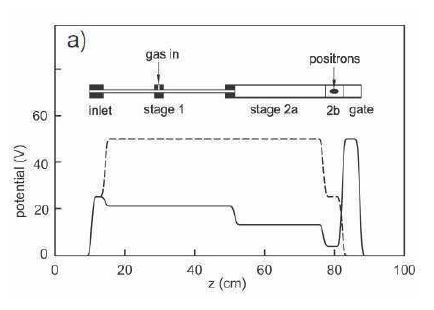 a)
gas in
positrons
inlet
stage 1
stage 2a
2b
gate
potential (V)
60
40
20
0
0
20
40
60
80
100
z (cm)